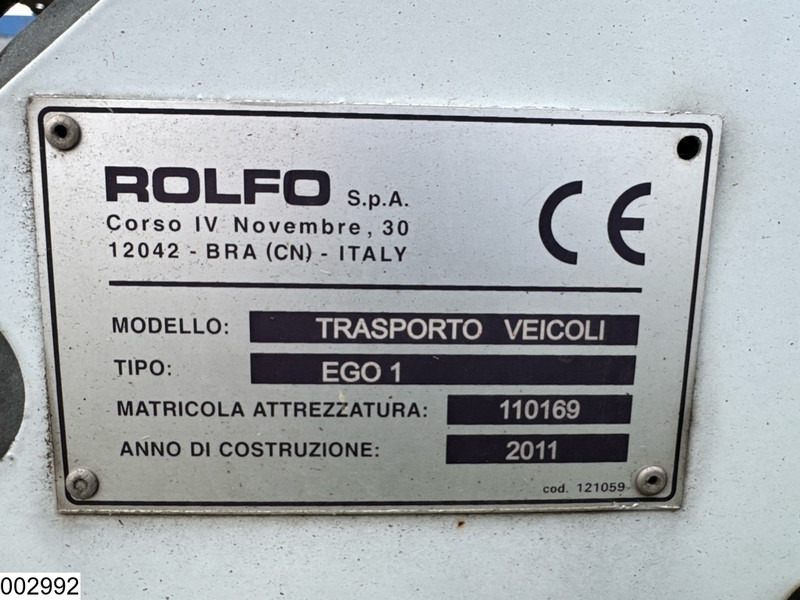 ROLFO S.p.A.
Corso IV Novembre, 30
12042 - BRA (CN) - ITALY
CE
MODELLO: TRASPORTO VEICOLI
TIPO: EGO 1
MATRICOLA ATTREZZATURA: 110169
ANNO DI COSTRUZIONE: 2011
cod. 121059
002992